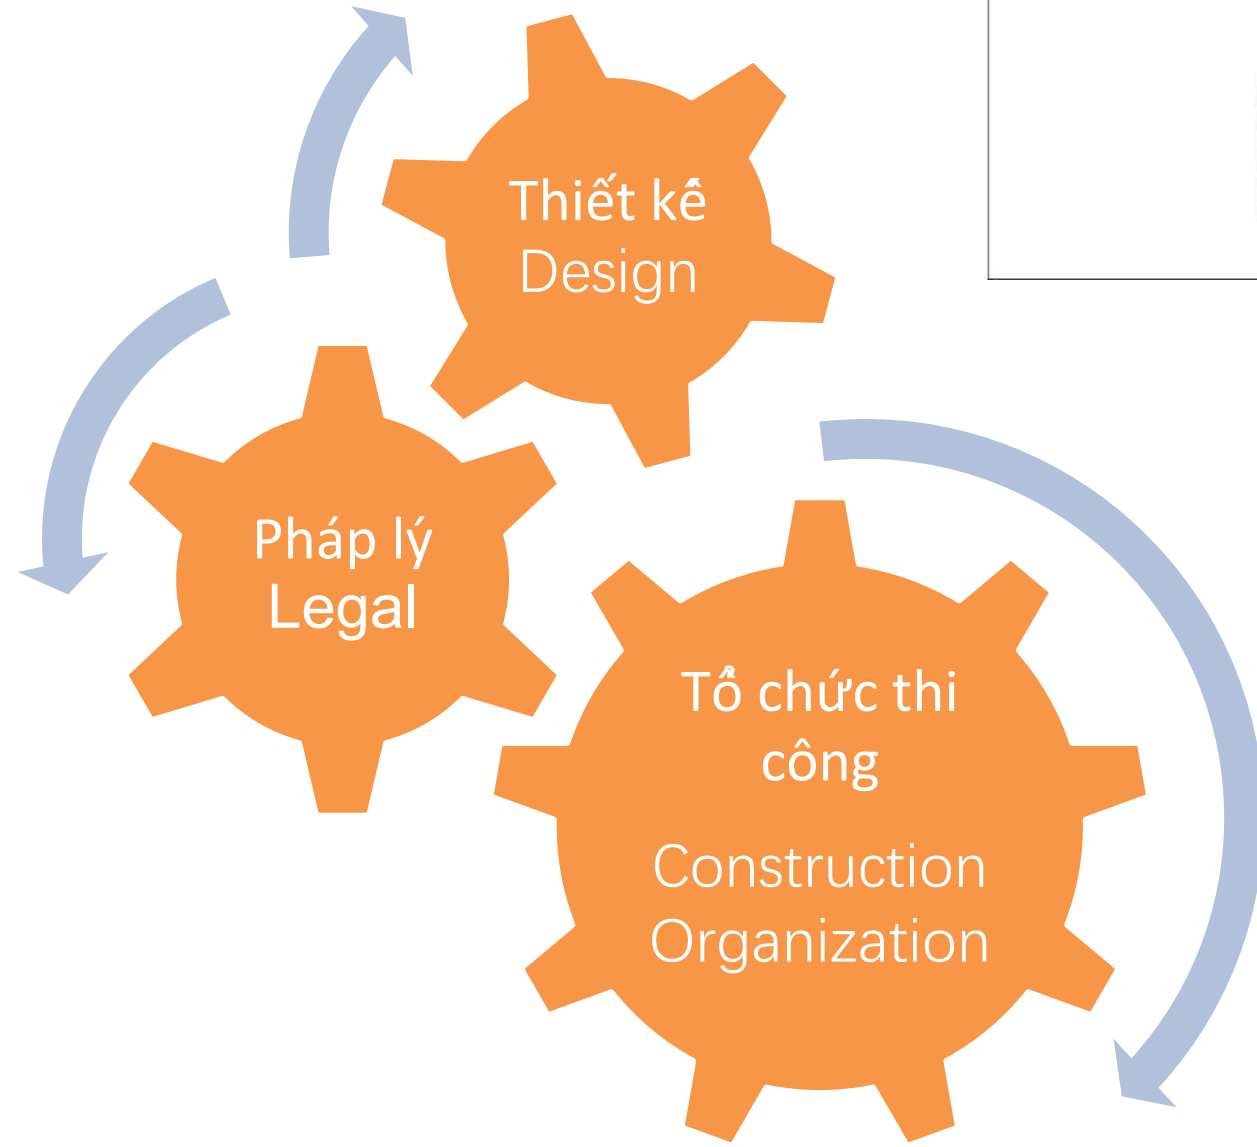 Thiết kế
Design
Pháp lý
Legal
Tổ chức thi
công
Construction
Organization